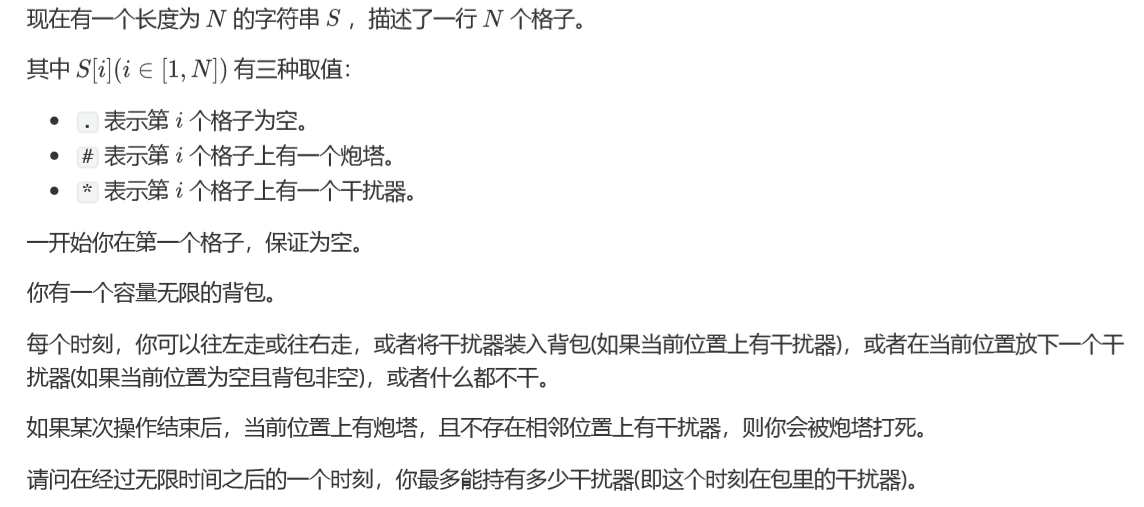 现在有一个长度为 N 的字符串 S ，描述了一行 N 个格子。
其中 S[i](i ∈ [1, N]) 有三种取值：
• . 表示第 i 个格子为空。
• # 表示第 i 个格子上有一个炮塔。
• * 表示第 i 个格子上有一个干扰器。
一开始你在第一个格子，保证为空。
你有一个容量无限的背包。
每个时刻，你可以往左走或往右走，或者将干扰器装入背包(如果当前位置上有干扰器)，或者在当前位置放下一个干
扰器(如果当前位置为空且背包非空)，或者什么都不干。
如果某次操作结束后，当前位置上有炮塔，且不存在相邻位置上有干扰器，则你会被炮塔打死。
请问在经过无限时间之后的一个时刻，你最多能持有多少干扰器(即这个时刻在包里的干扰器)。